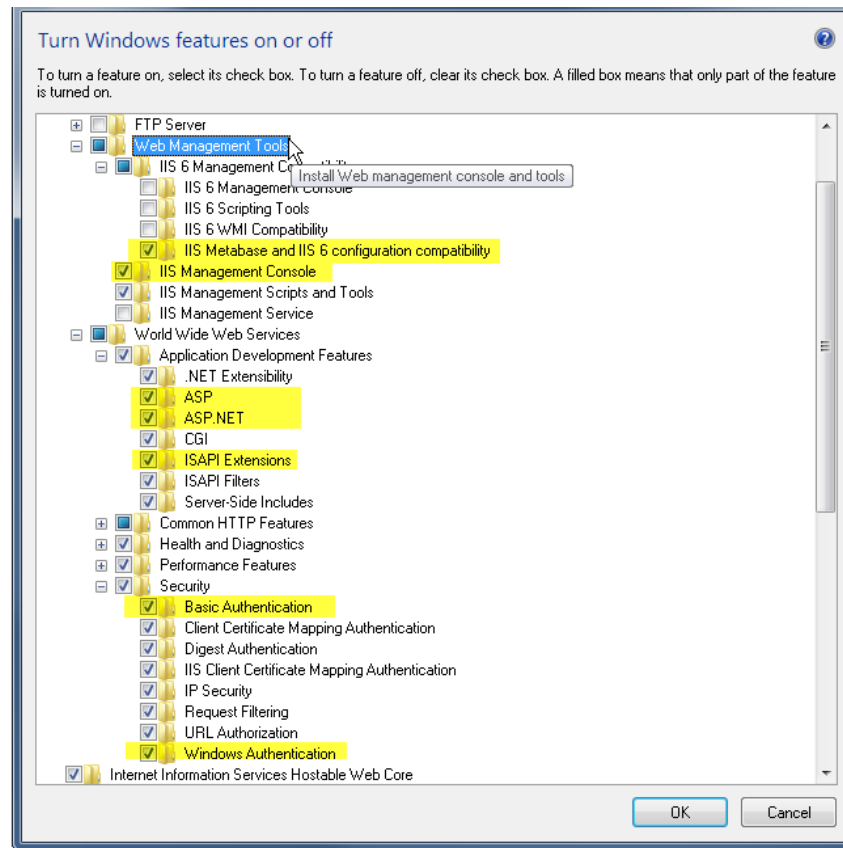 Turn Windows features on or off
To turn a feature on, select its check box. To turn a feature off, clear its check box. A filled box means that only part of the feature
is turned on.
FTP Server
Web Management Tools
IIS 6 Management
Install Web management console and tools
IIS 6 Management Console
IIS 6 Scripting Tools
IIS 6 WMI Compatibility
IIS Metabase and IIS 6 configuration compatibility
IIS Management Console
IIS Management Scripts and Tools
IIS Management Service
World Wide Web Services
Application Development Features
.NET Extensibility
ASP
ASP.NET
CGI
ISAPI Extensions
ISAPI Filters
Server-Side Includes
Common HTTP Features
Health and Diagnostics
Performance Features
Security
Basic Authentication
Client Certificate Mapping Authentication
Digest Authentication
IIS Client Certificate Mapping Authentication
IP Security
Request Filtering
URL Authorization
Windows Authentication
Internet Information Services Hostable Web Core
OK Cancel